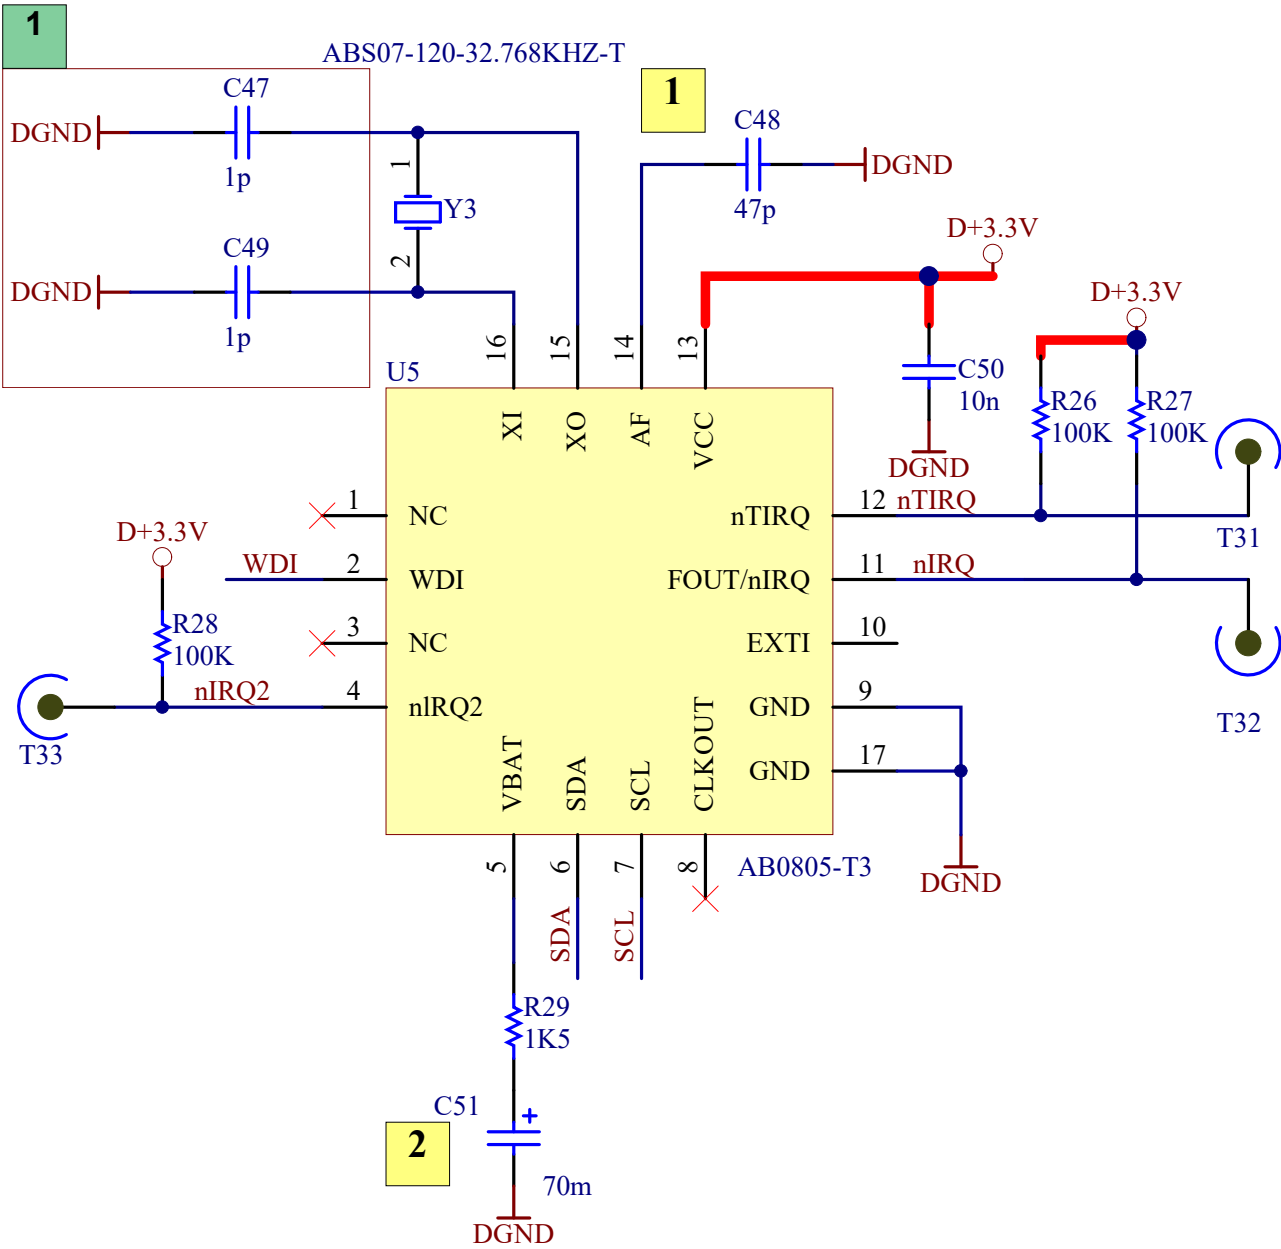 1
ABS07-120-32.768KHZ-T
1
C47
DGND
1p
1
Y3
2
C49
DGND
1p
C48
DGND
47p
D+3.3V
D+3.3V
C50
10n
DGND
R26
100K
R27
100K
16
15
14
13
U5
XI
XO
AF
VCC
1
NC
nTIRQ
12
nTIRQ
T31
D+3.3V
WDI
2
WDI
FOUT/nIRQ
11
nIRQ
R28
100K
3
NC
EXTI
10
nIRQ2
4
nlRQ2
GND
9
T33
T32
GND
17
VBAT
SDA
SCL
CLKOUT
5
6
7
8
AB0805-T3
DGND
SDA
SCL
R29
1K5
C51
+
2
70m
DGND